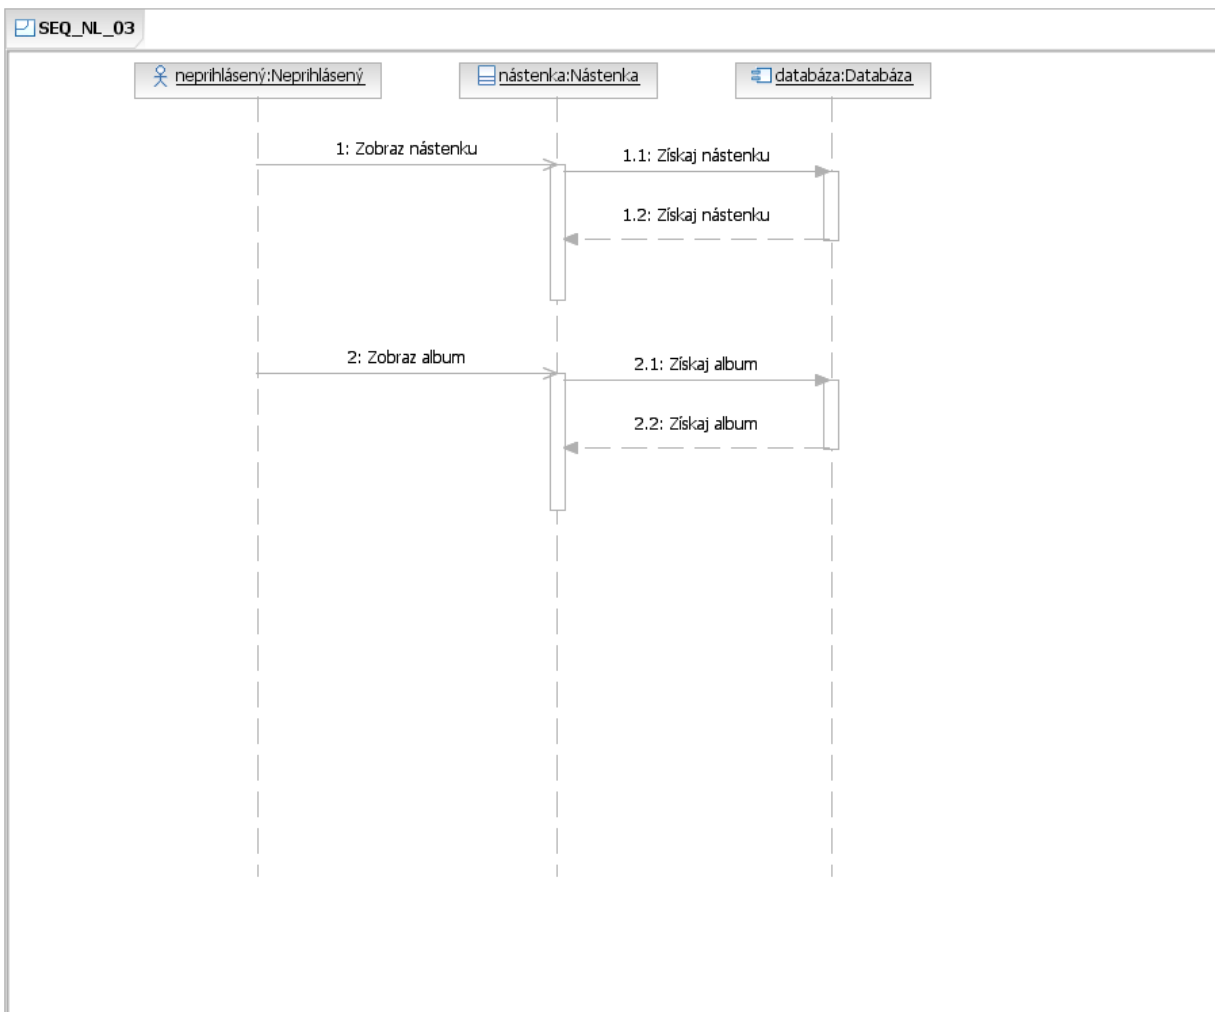 SEQ_NL_03
neprihlásený:Neprihlásený
nástenka:Nástenka
databáza:Databáza
1: Zobraz nástenku
1.1: Získaj nástenku
1.2: Získaj nástenku
2: Zobraz album
2.1: Získaj album
2.2: Získaj album